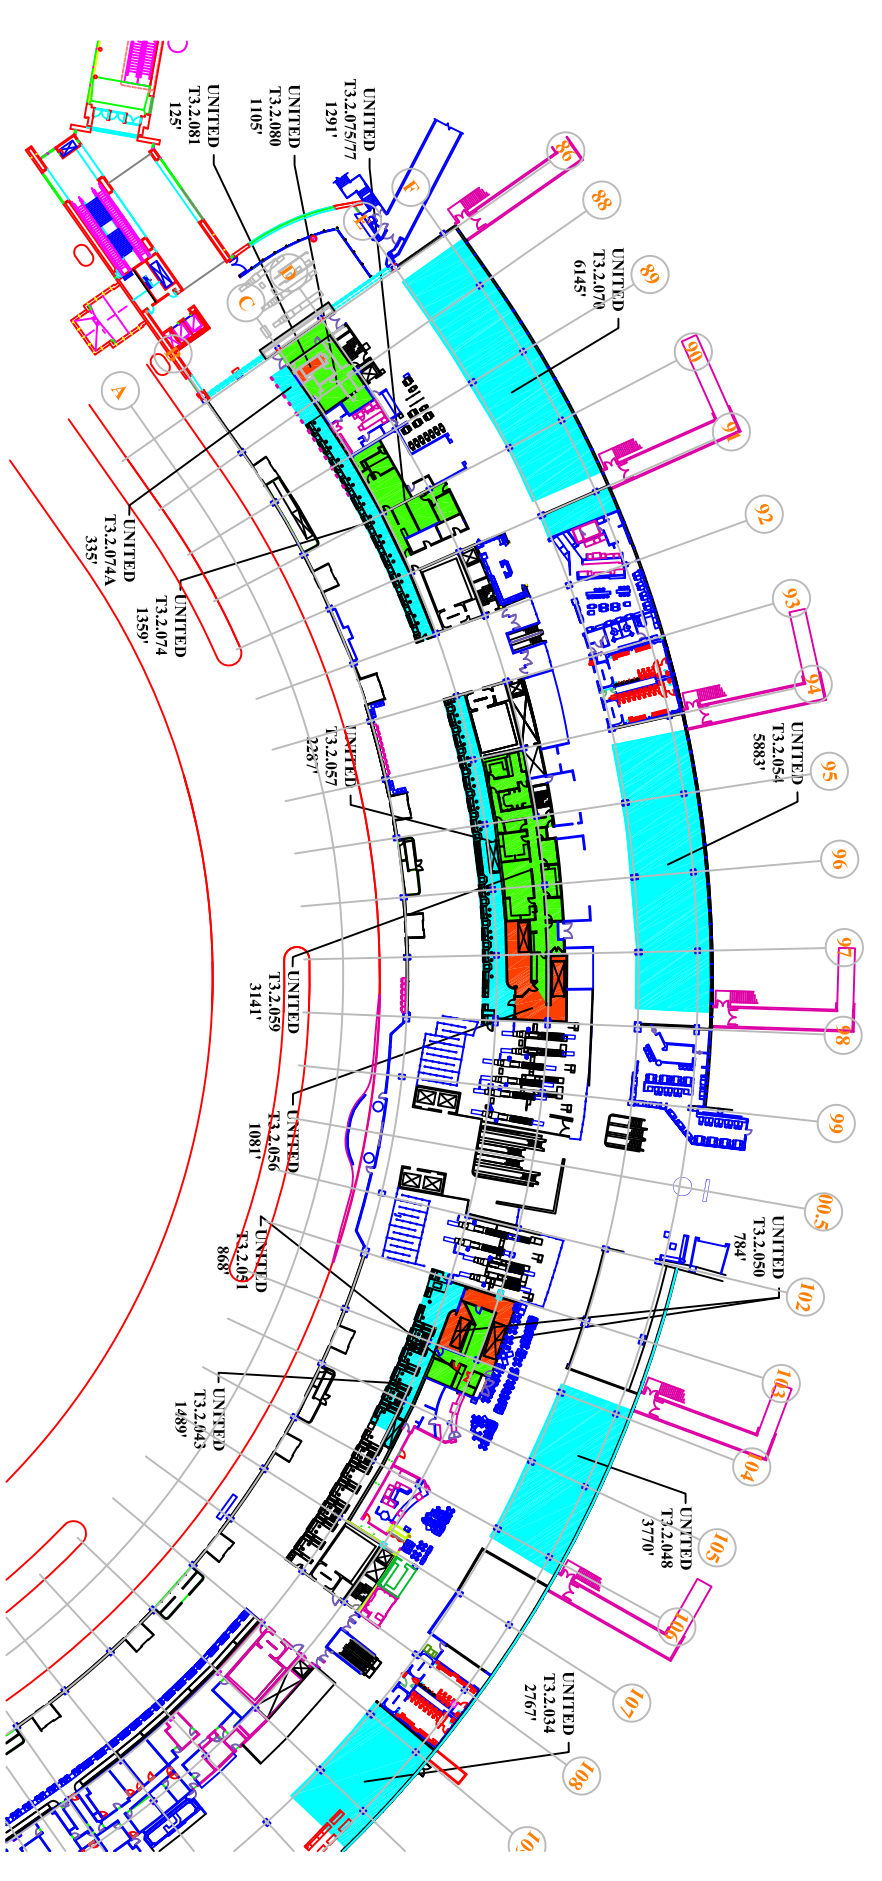 UNITED
T3.2.081
125'
UNITED
T3.2.080
1105'
UNITED
T3.2.075/77
1291'
UNITED
T3.2.070
6145'
UNITED
T3.2.074A
335'
UNITED
T3.2.074
1359'
UNITED
T3.2.057
2287'
UNITED
T3.2.054
5883'
UNITED
T3.2.059
3141'
UNITED
T3.2.056
1081'
UNITED
T3.2.051
868'
UNITED
T3.2.050
784'
UNITED
T3.2.043
1489'
UNITED
T3.2.048
3770'
UNITED
T3.2.034
2767'
F
D
C
A
86
88
89
90
91
92
93
94
95
96
97
98
99
00.5
102
103
104
105
106
107
108